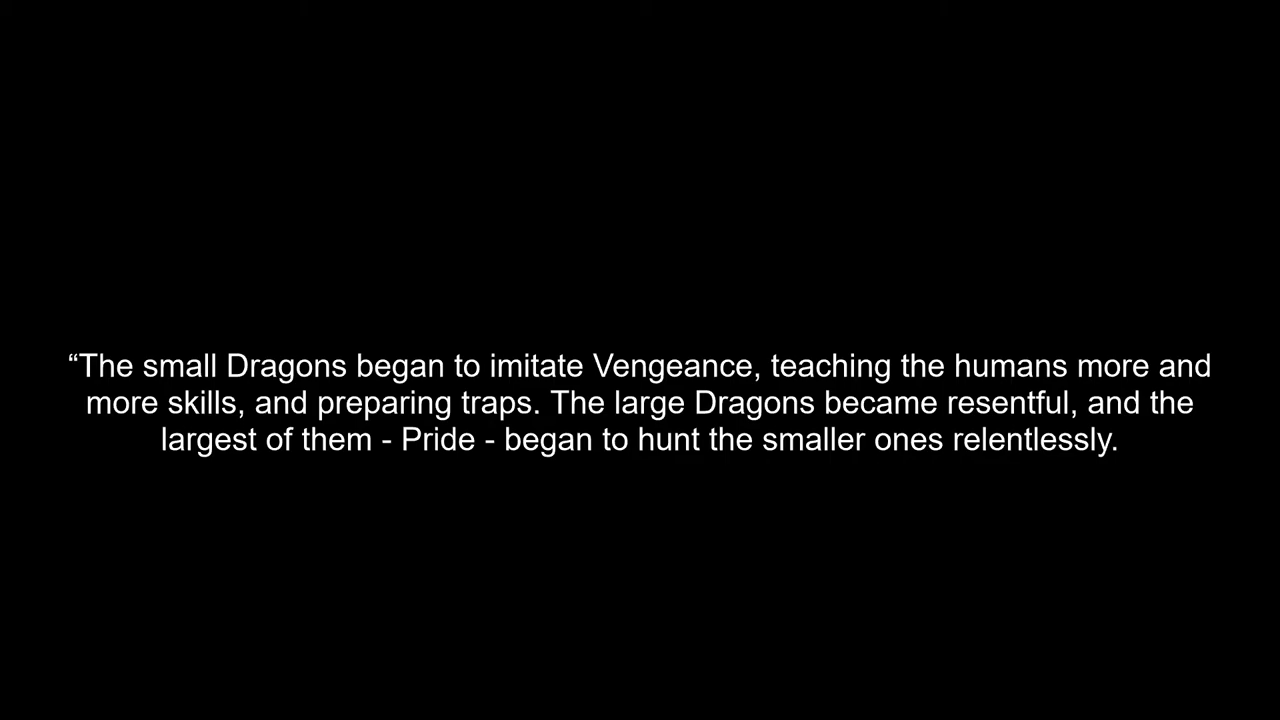 “The small Dragons began to imitate Vengeance, teaching the humans more and
more skills, and preparing traps. The large Dragons became resentful, and the
largest of them - Pride - began to hunt the smaller ones relentlessly.